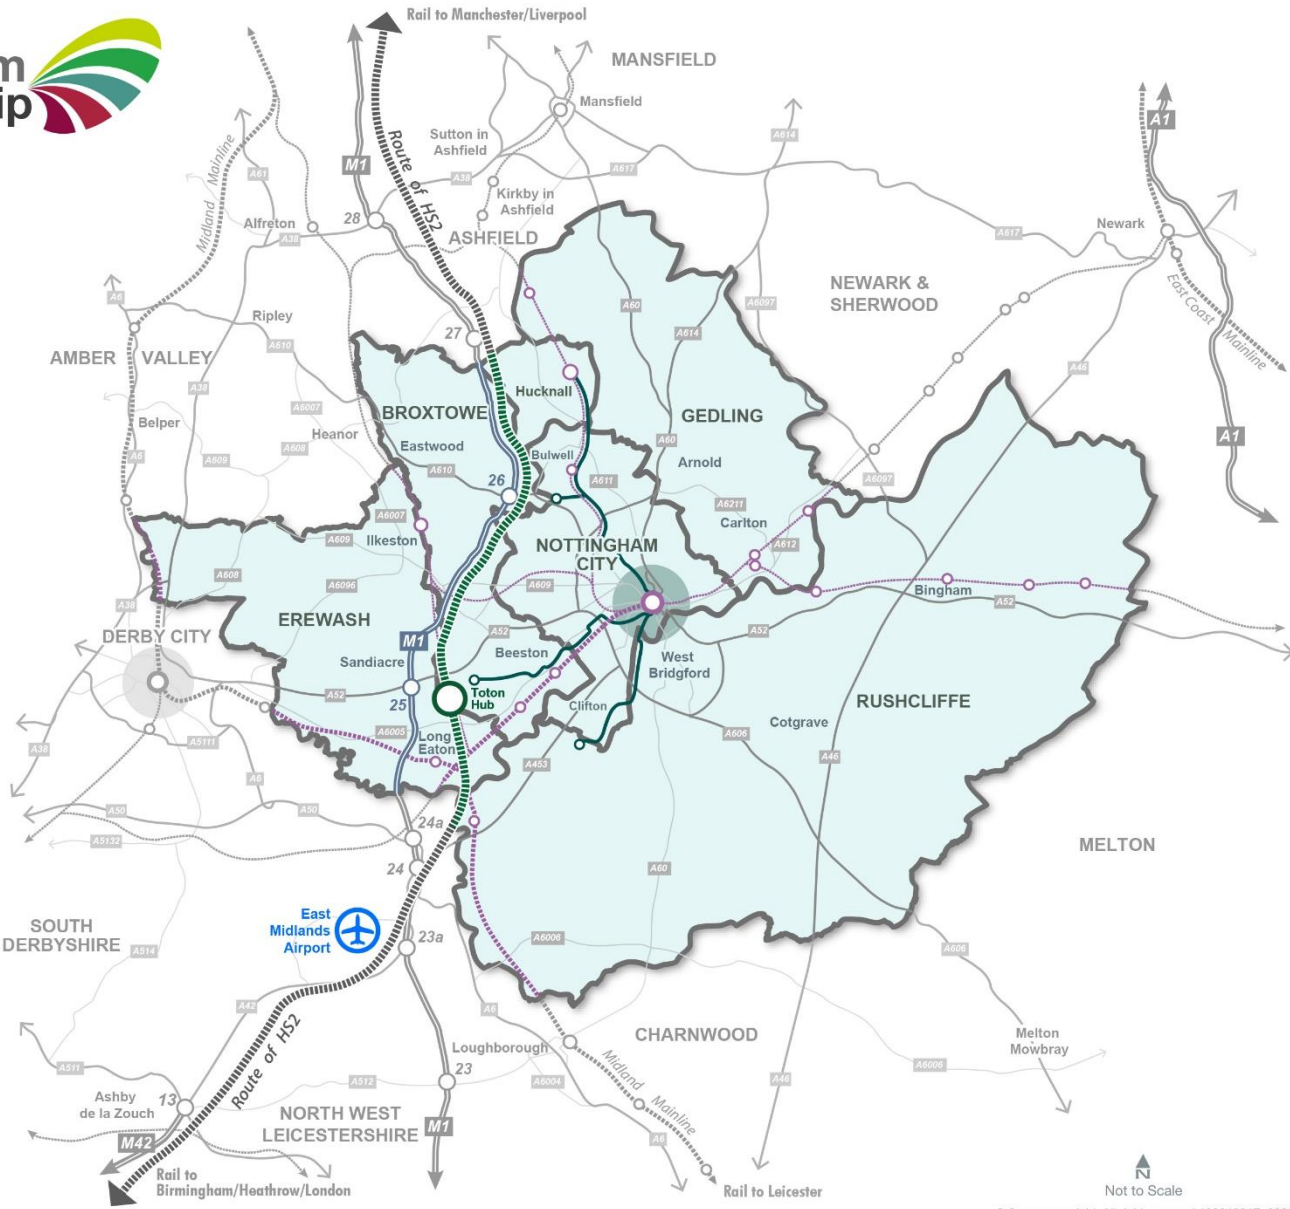 Rail to Manchester/Liverpool
m
ip
MANSFIELD
Mansfield
A614
A1
M1
Route of HS2
Sutton in
Ashfield
A38
A617
Midland Mainline
A61
Kirkby in
Ashfield
Alfreton
A38
28
ASHFIELD
A617
Newark
NEWARK &
SHERWOOD
East Coast Mainline
A6
A60
A6097
Ripley
A610
27
A614
AMBER VALLEY
A38
A46
Hucknall
BROXTOWE
GEDLING
A6007
Belper
Heanor
Eastwood
A608
A60
A1
A6
A609
A610
Bulwell
Arnold
26
A611
A6097
A6211
Carlton
A6007
Ilkeston
A609
NOTTINGHAM
CITY
A612
A608
A6096
A609
Bingham
A52
A38
EREWASH
DERBY CITY
M1
A52
A52
Sandiacre
Beeston
West
Bridgford
A52
25
Toton
Hub
Clifton
RUSHCLIFFE
Cotgrave
A38
A5111
A6005
Long
Eaton
A606
A46
A453
A6
A50
A50
24a
A5132
24
A60
MELTON
SOUTH
DERBYSHIRE
East
Midlands
Airport
23a
A6006
A606
A514
A42
A6
CHARNWOOD
Melton
Mowbray
Route of HS2
Loughborough
A511
A512
23
A6004
Midland Mainline
A6006
A46
Ashby
de la Zouch
13
NORTH WEST
LEICESTERSHIRE
M1
M42
A6
Rail to
Birmingham/Heathrow/London
Rail to Leicester
N
Not to Scale